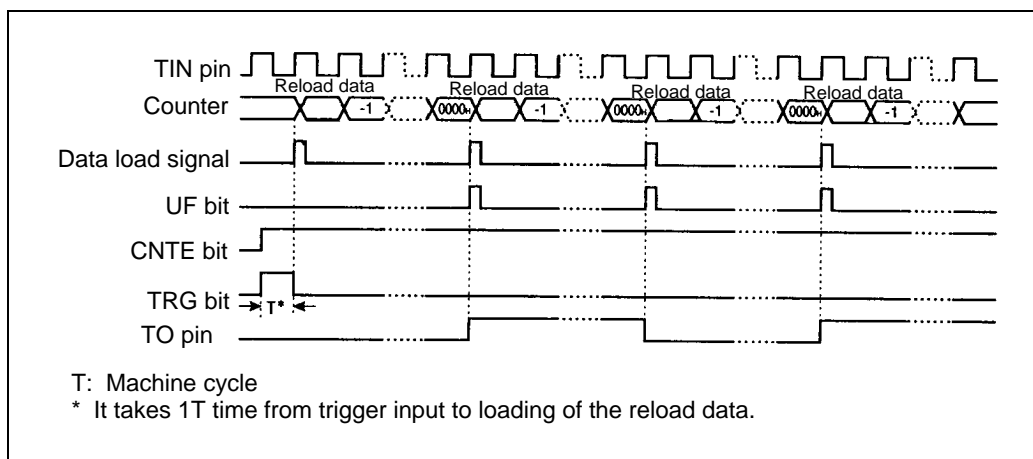 TIN pin
Reload data Reload data Reload data Reload data
Counter -1 0000H -1 0000H -1 0000H -1
Data load signal
UF bit
CNTE bit
TRG bit
T*
TO pin
T: Machine cycle
* It takes 1T time from trigger input to loading of the reload data.